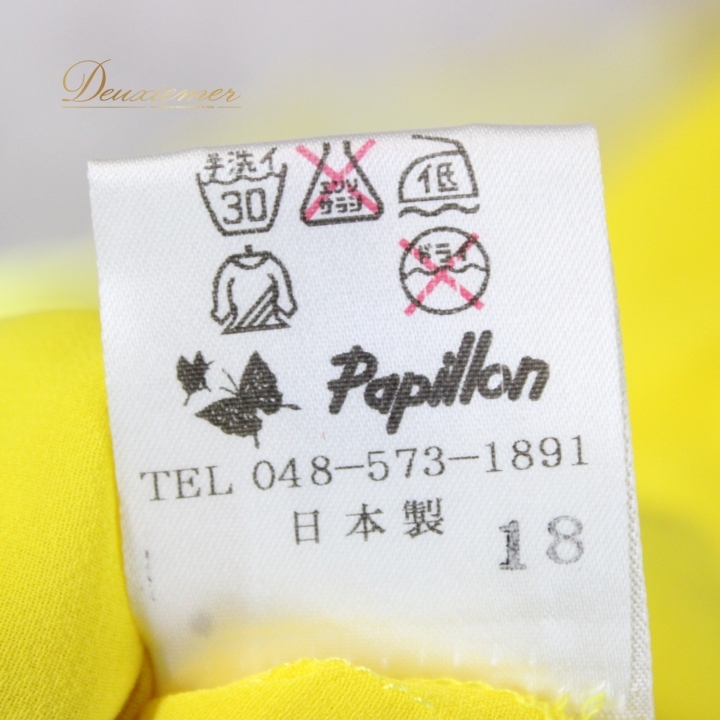 Deuxiemer
手洗イ
30
エンソ
サラシ
低
ドライ
Papillon
TEL 048-573-1891
日本製
18